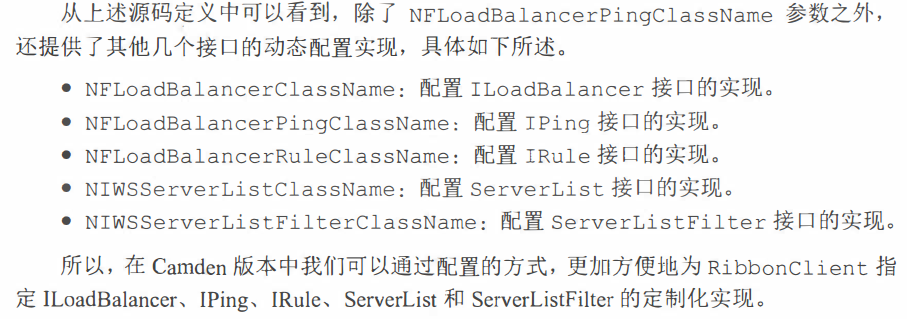 从上述源码定义中可以看到，除了 NFLoadBalancerPingClassName 参数之外，
还提供了其他几个接口的动态配置实现，具体如下所述。
● NFLoadBalancerClassName：配置 ILoadBalancer 接口的实现。
● NFLoadBalancerPingClassName：配置 IPing 接口的实现。
● NFLoadBalancerRuleClassName：配置 IRule 接口的实现。
● NIWSServerListClassName：配置 ServerList 接口的实现。
● NIWSServerListFilterClassName：配置 ServerListFilter 接口的实现。
所以，在 Camden 版本中我们可以通过配置的方式，更加方便地为 RibbonClient 指
定 ILoadBalancer、IPing、IRule、ServerList 和 ServerListFilter 的定制化实现。